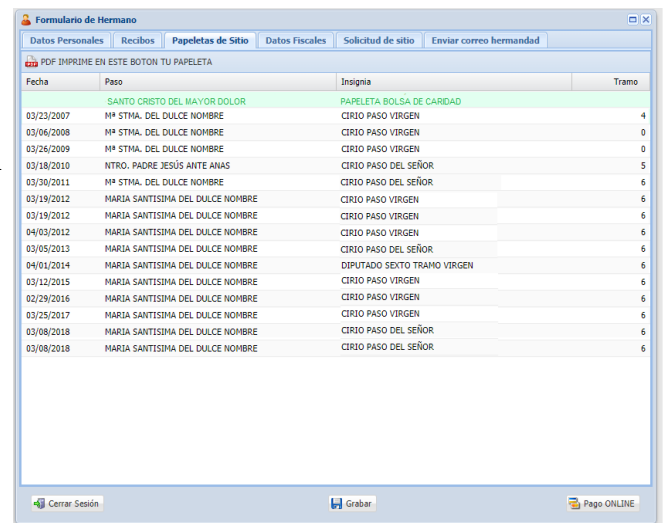 Formulario de Hermano
Datos Personales Recibos Papeletas de Sitio Datos Fiscales Solicitud de sitio Enviar correo hermandad
PDF IMPRIME EN ESTE BOTON TU PAPELETA
Fecha Paso Insignia Tramo
SANTO CRISTO DEL MAYOR DOLOR PAPELETA BOLSA DE CARIDAD
03/23/2007 Mª STMA. DEL DULCE NOMBRE CIRIO PASO VIRGEN 4
03/06/2008 Mª STMA. DEL DULCE NOMBRE CIRIO PASO VIRGEN 0
03/26/2009 Mª STMA. DEL DULCE NOMBRE CIRIO PASO VIRGEN 0
03/18/2010 NTRO. PADRE JESÚS ANTE ANAS CIRIO PASO DEL SEÑOR 5
03/30/2011 Mª STMA. DEL DULCE NOMBRE CIRIO PASO DEL SEÑOR 6
03/19/2012 MARIA SANTISIMA DEL DULCE NOMBRE CIRIO PASO VIRGEN 6
03/19/2012 MARIA SANTISIMA DEL DULCE NOMBRE CIRIO PASO VIRGEN 6
04/03/2012 MARIA SANTISIMA DEL DULCE NOMBRE CIRIO PASO VIRGEN 6
03/05/2013 MARIA SANTISIMA DEL DULCE NOMBRE CIRIO PASO DEL SEÑOR 6
04/01/2014 MARIA SANTISIMA DEL DULCE NOMBRE DIPUTADO SEXTO TRAMO VIRGEN 6
03/12/2015 MARIA SANTISIMA DEL DULCE NOMBRE CIRIO PASO VIRGEN 6
02/29/2016 MARIA SANTISIMA DEL DULCE NOMBRE CIRIO PASO VIRGEN 6
03/25/2017 MARIA SANTISIMA DEL DULCE NOMBRE CIRIO PASO VIRGEN 6
03/08/2018 MARIA SANTISIMA DEL DULCE NOMBRE CIRIO PASO DEL SEÑOR 6
03/08/2018 MARIA SANTISIMA DEL DULCE NOMBRE CIRIO PASO DEL SEÑOR 6
Cerrar Sesión Grabar Pago ONLINE